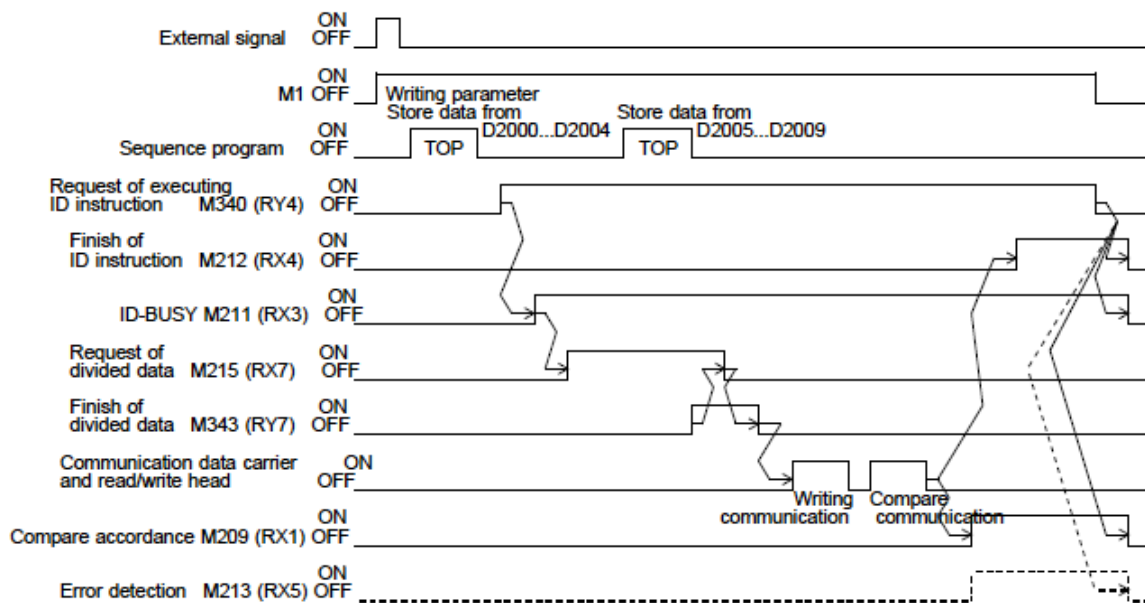 ON
External signal OFF
ON
M1 OFF
Writing parameter
Store data from
Store data from
ON
D2000...D2004
D2005...D2009
Sequence program OFF
TOP
TOP
Request of executing ON
ID instruction M340 (RY4) OFF
Finish of ON
ID instruction M212 (RX4) OFF
ON
ID-BUSY M211 (RX3) OFF
Request of ON
divided data M215 (RX7) OFF
Finish of ON
divided data M343 (RY7) OFF
Communication data carrier ON
and read/write head OFF
Writing
communication
Compare
communication
ON
Compare accordance M209 (RX1) OFF
ON
Error detection M213 (RX5) OFF